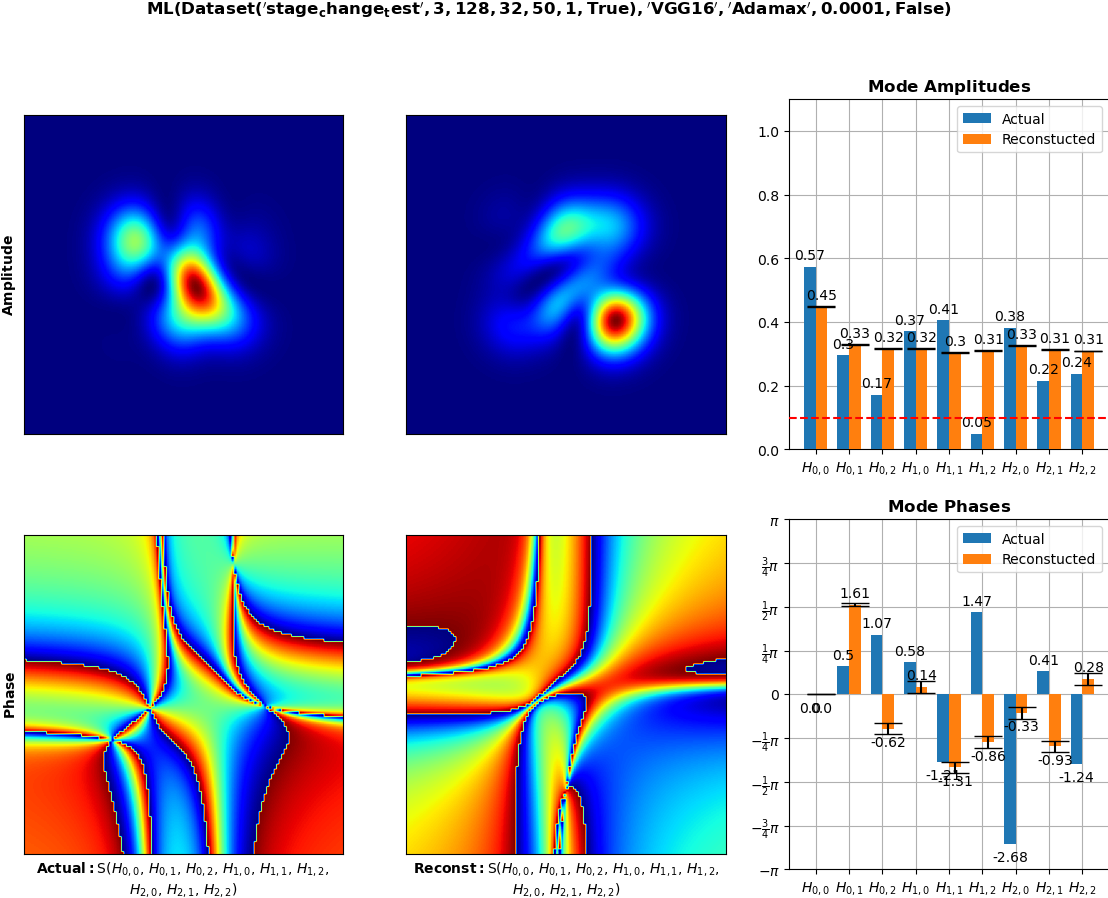 ML(Dataset('stage_change_test', 3, 128, 32, 50, 1, True), 'VGG16', 'Adamax', 0.0001, False)
Amplitude
Mode Amplitudes
Actual
Reconstucted
1.0
0.8
0.6
0.4
0.2
0.0
0.57 0.45 0.3 0.33 0.17 0.32 0.37 0.32 0.41 0.3 0.05 0.31 0.38 0.33 0.22 0.31 0.24 0.31
H0,0 H0,1 H0,2 H1,0 H1,1 H1,2 H2,0 H2,1 H2,2
Phase
Actual: S(H0,0, H0,1, H0,2, H1,0, H1,1, H1,2,
H2,0, H2,1, H2,2)
Reconst: S(H0,0, H0,1, H0,2, H1,0, H1,1, H1,2,
H2,0, H2,1, H2,2)
Mode Phases
Actual
Reconstucted
π
3/4π
1/2π
1/4π
0
−1/4π
−1/2π
−3/4π
−π
0.0 0.0 0.5 1.61 1.07 -0.62 0.58 0.14 -1.31 1.47 -0.86 -2.68 -0.33 0.41 -0.93 -1.24 0.28
H0,0 H0,1 H0,2 H1,0 H1,1 H1,2 H2,0 H2,1 H2,2